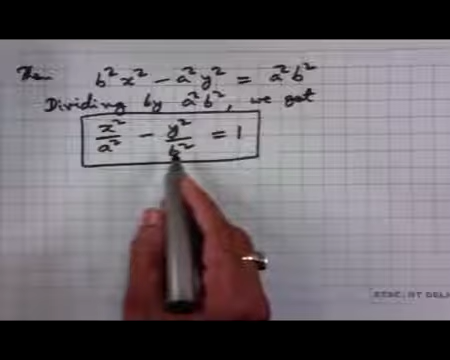 Then b²x² - a²y² = a²b²
Dividing by a²b², we get
x²/a² - y²/b² = 1